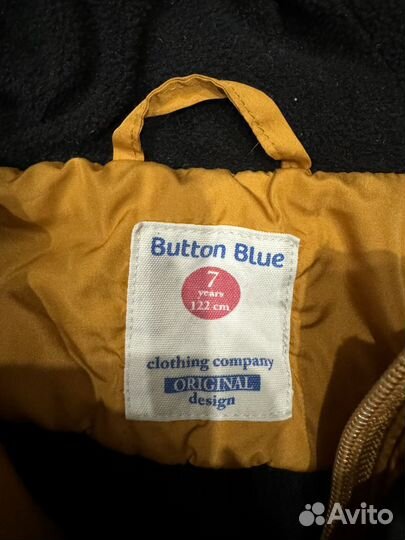 Button Blue
7
years
122 cm
clothing company
ORIGINAL
design
Avito